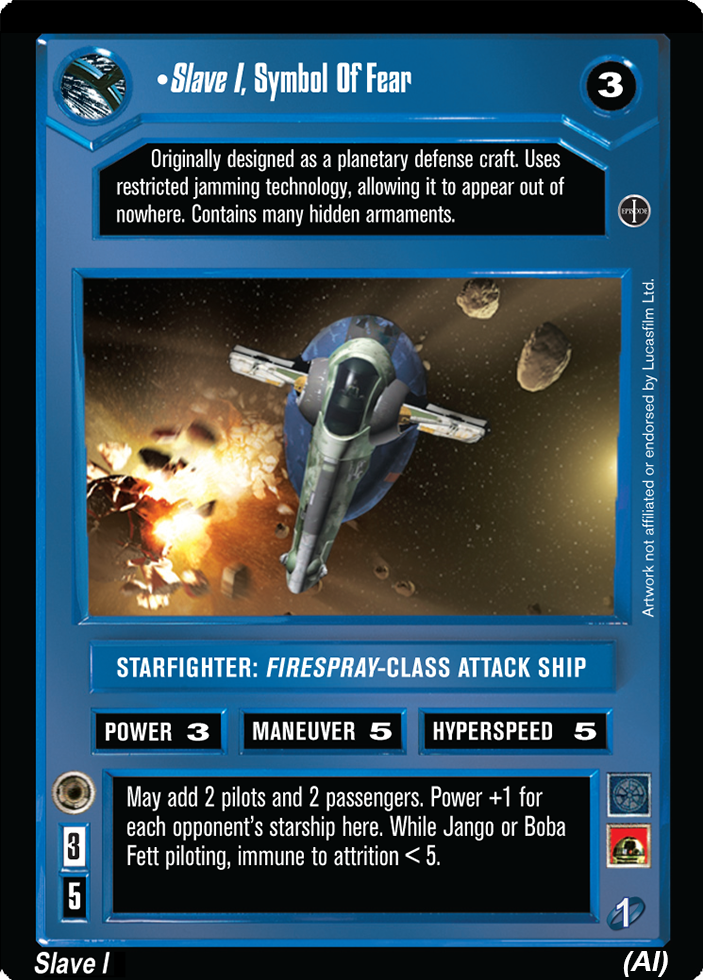 •Slave I, Symbol Of Fear
3
Originally designed as a planetary defense craft. Uses
restricted jamming technology, allowing it to appear out of
nowhere. Contains many hidden armaments.
EPISODE I
Artwork not affiliated or endorsed by Lucasfilm Ltd.
STARFIGHTER: FIRESPRAY-CLASS ATTACK SHIP
POWER 3
MANEUVER 5
HYPERSPEED 5
May add 2 pilots and 2 passengers. Power +1 for
each opponent's starship here. While Jango or Boba
Fett piloting, immune to attrition < 5.
3
5
1
Slave I
(AI)